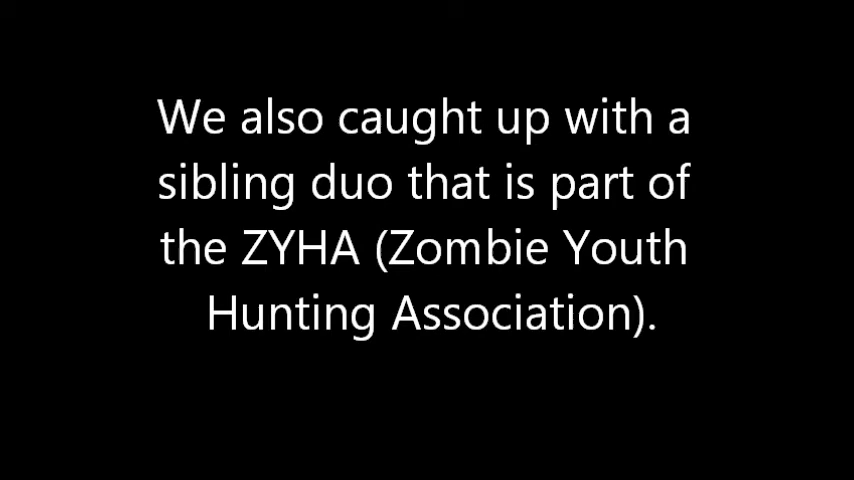 We also caught up with a
sibling duo that is part of
the ZYHA (Zombie Youth
Hunting Association).